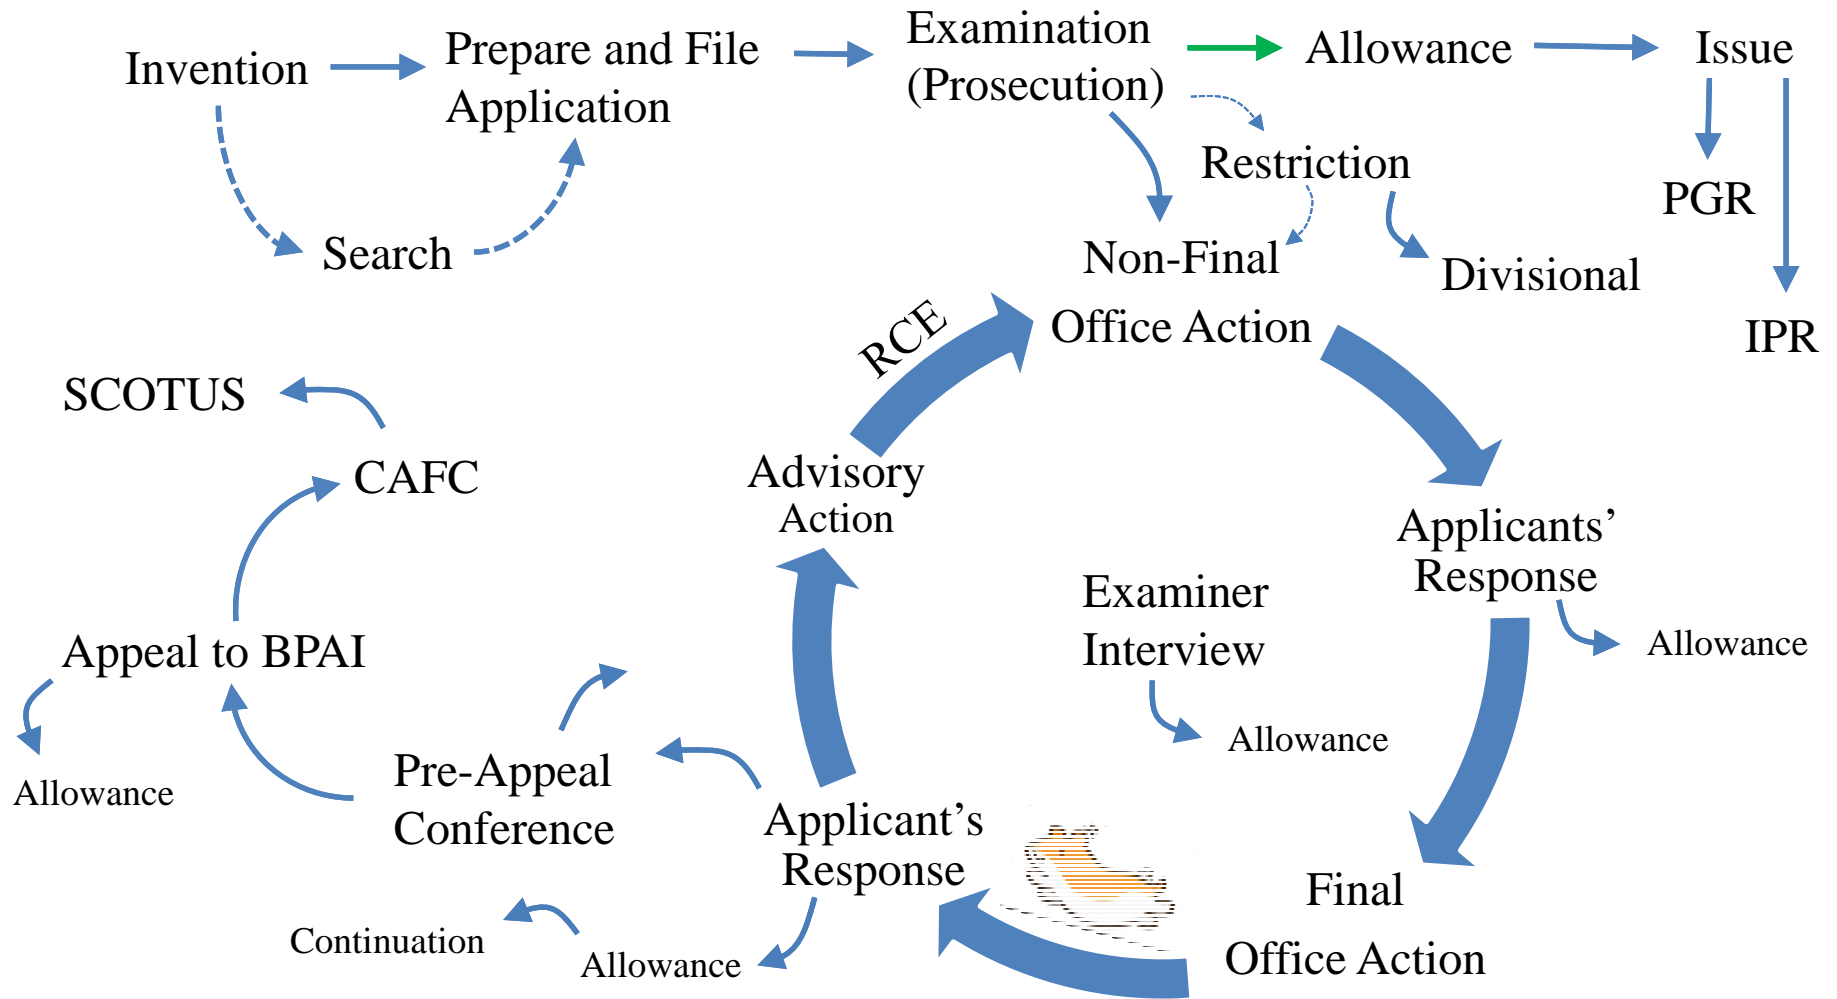 Invention
Prepare and File
Application
Examination
(Prosecution)
Allowance
Issue
Search
Restriction
PGR
Non-Final
Office Action
Divisional
IPR
RCE
SCOTUS
CAFC
Advisory
Action
Applicants’
Response
Examiner
Interview
Allowance
Appeal to BPAI
Allowance
Allowance
Pre-Appeal
Conference
Applicant’s
Response
Final
Office Action
Continuation
Allowance